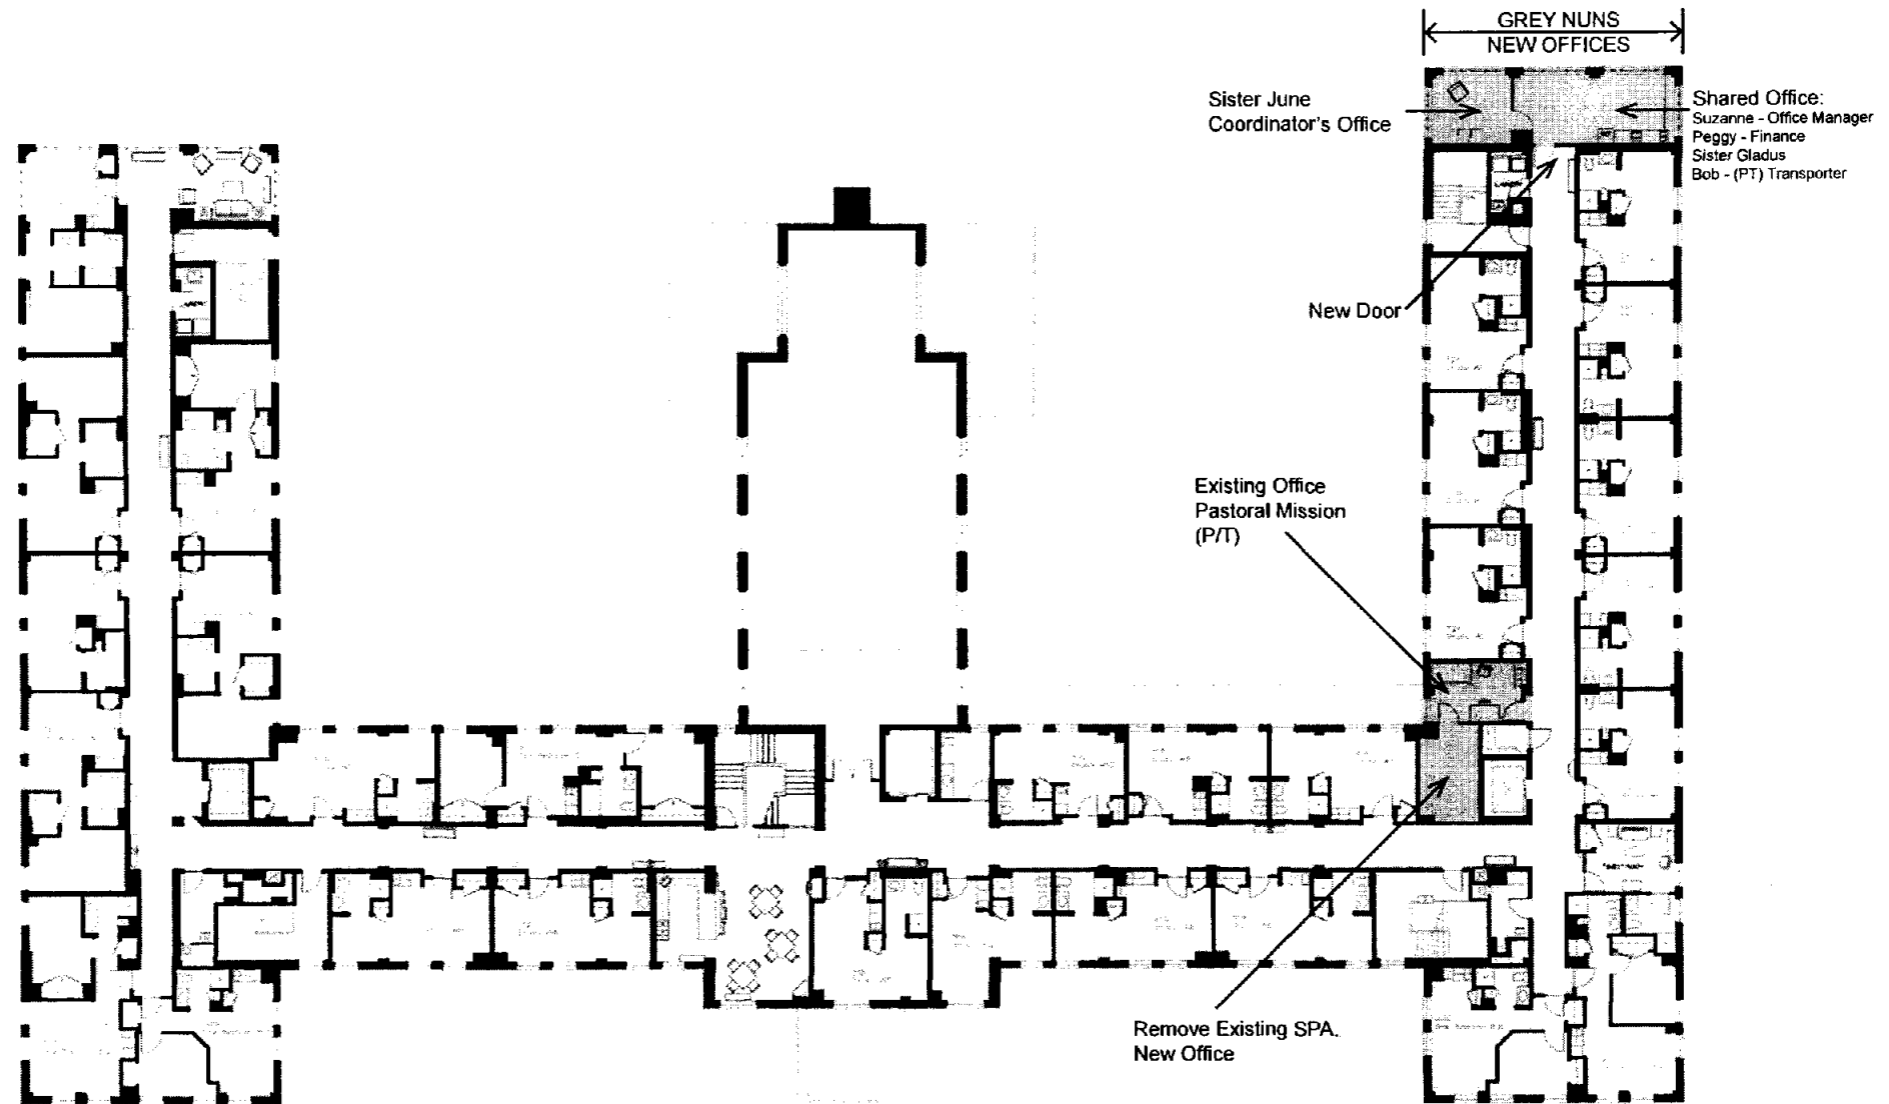 GREY NUNS
NEW OFFICES
Sister June
Coordinator's Office
Shared Office:
Suzanne - Office Manager
Peggy - Finance
Sister Gladus
Bob - (PT) Transporter
New Door
Existing Office
Pastoral Mission
(P/T)
Remove Existing SPA.
New Office